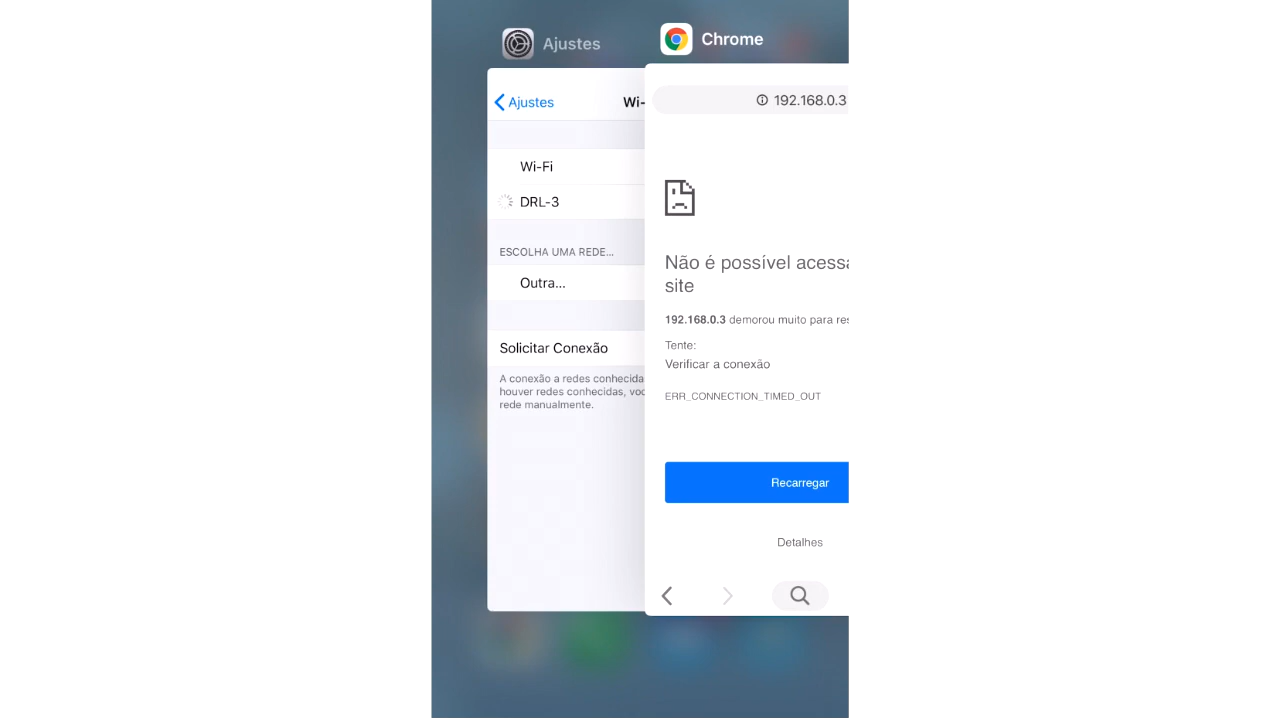 Ajustes
Chrome
Ajustes
Wi-
Wi-Fi
DRL-3
ESCOLHA UMA REDE...
Outra...
Solicitar Conexão
A conexão a redes conhecida
houver redes conhecidas, voc
rede manualmente.
192.168.0.3
Não é possível acessa
site
192.168.0.3 demorou muito para res
Tente:
Verificar a conexão
ERR_CONNECTION_TIMED_OUT
Recarregar
Detalhes